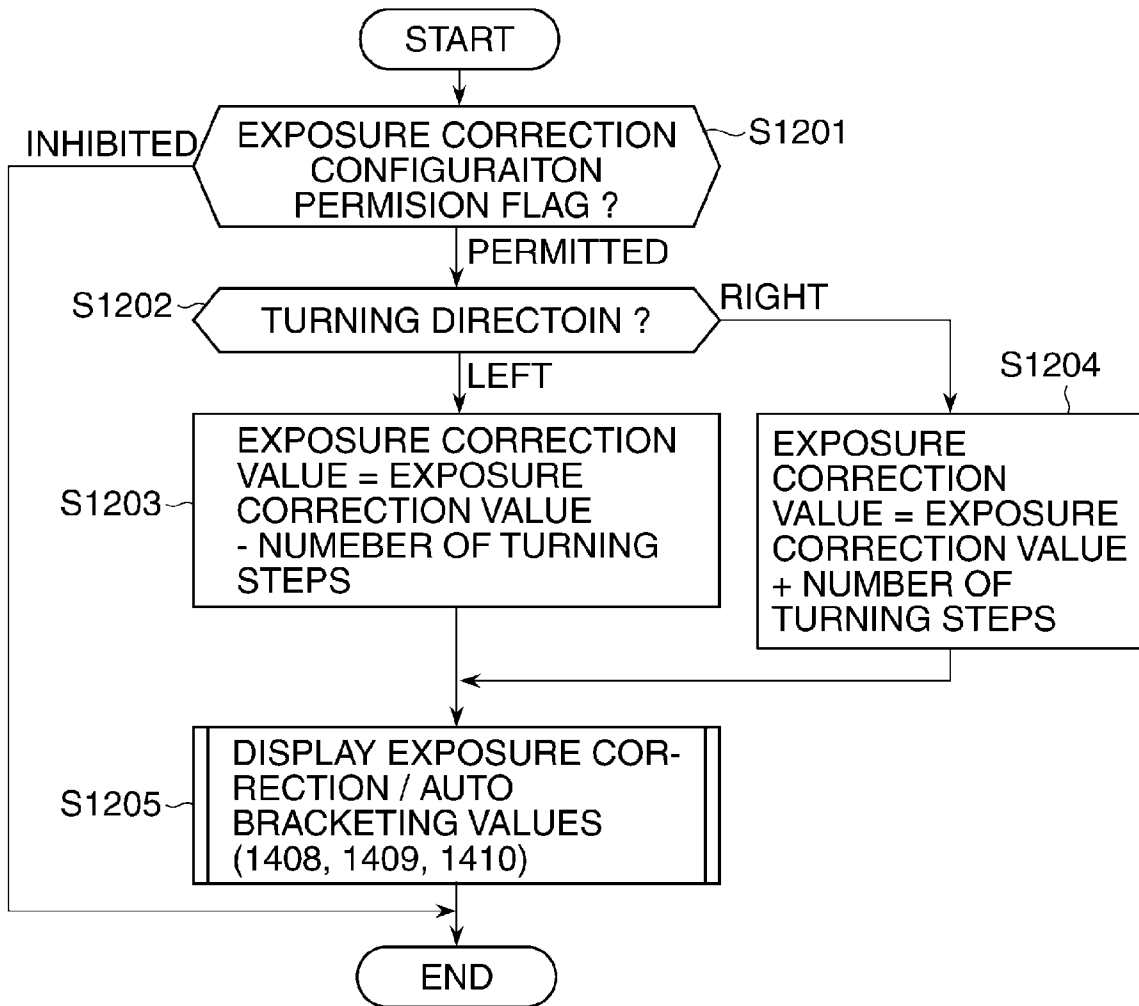 START
S1201
INHIBITED
EXPOSURE CORRECTION
CONFIGURAITON
PERMISION FLAG ?
PERMITTED
S1202
TURNING DIRECTOIN ?
RIGHT
LEFT
S1203
EXPOSURE CORRECTION
VALUE = EXPOSURE
CORRECTION VALUE
- NUMEBER OF TURNING
STEPS
S1204
EXPOSURE
CORRECTION
VALUE = EXPOSURE
CORRECTION VALUE
+ NUMBER OF
TURNING STEPS
S1205
DISPLAY EXPOSURE COR-
RECTION / AUTO
BRACKETING VALUES
(1408, 1409, 1410)
END